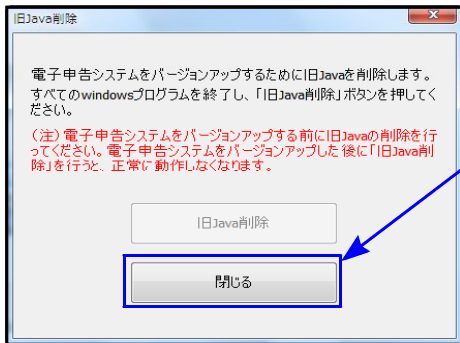 旧Java削除
電子申告システムをバージョンアップするために旧Javaを削除します。
すべてのwindowsプログラムを終了し、「旧Java削除」ボタンを押してく
ださい。
(注)電子申告システムをバージョンアップする前に旧Javaの削除を行
ってください。電子申告システムをバージョンアップした後に「旧Java削
除」を行うと、正常に動作しなくなります。
旧Java削除
閉じる